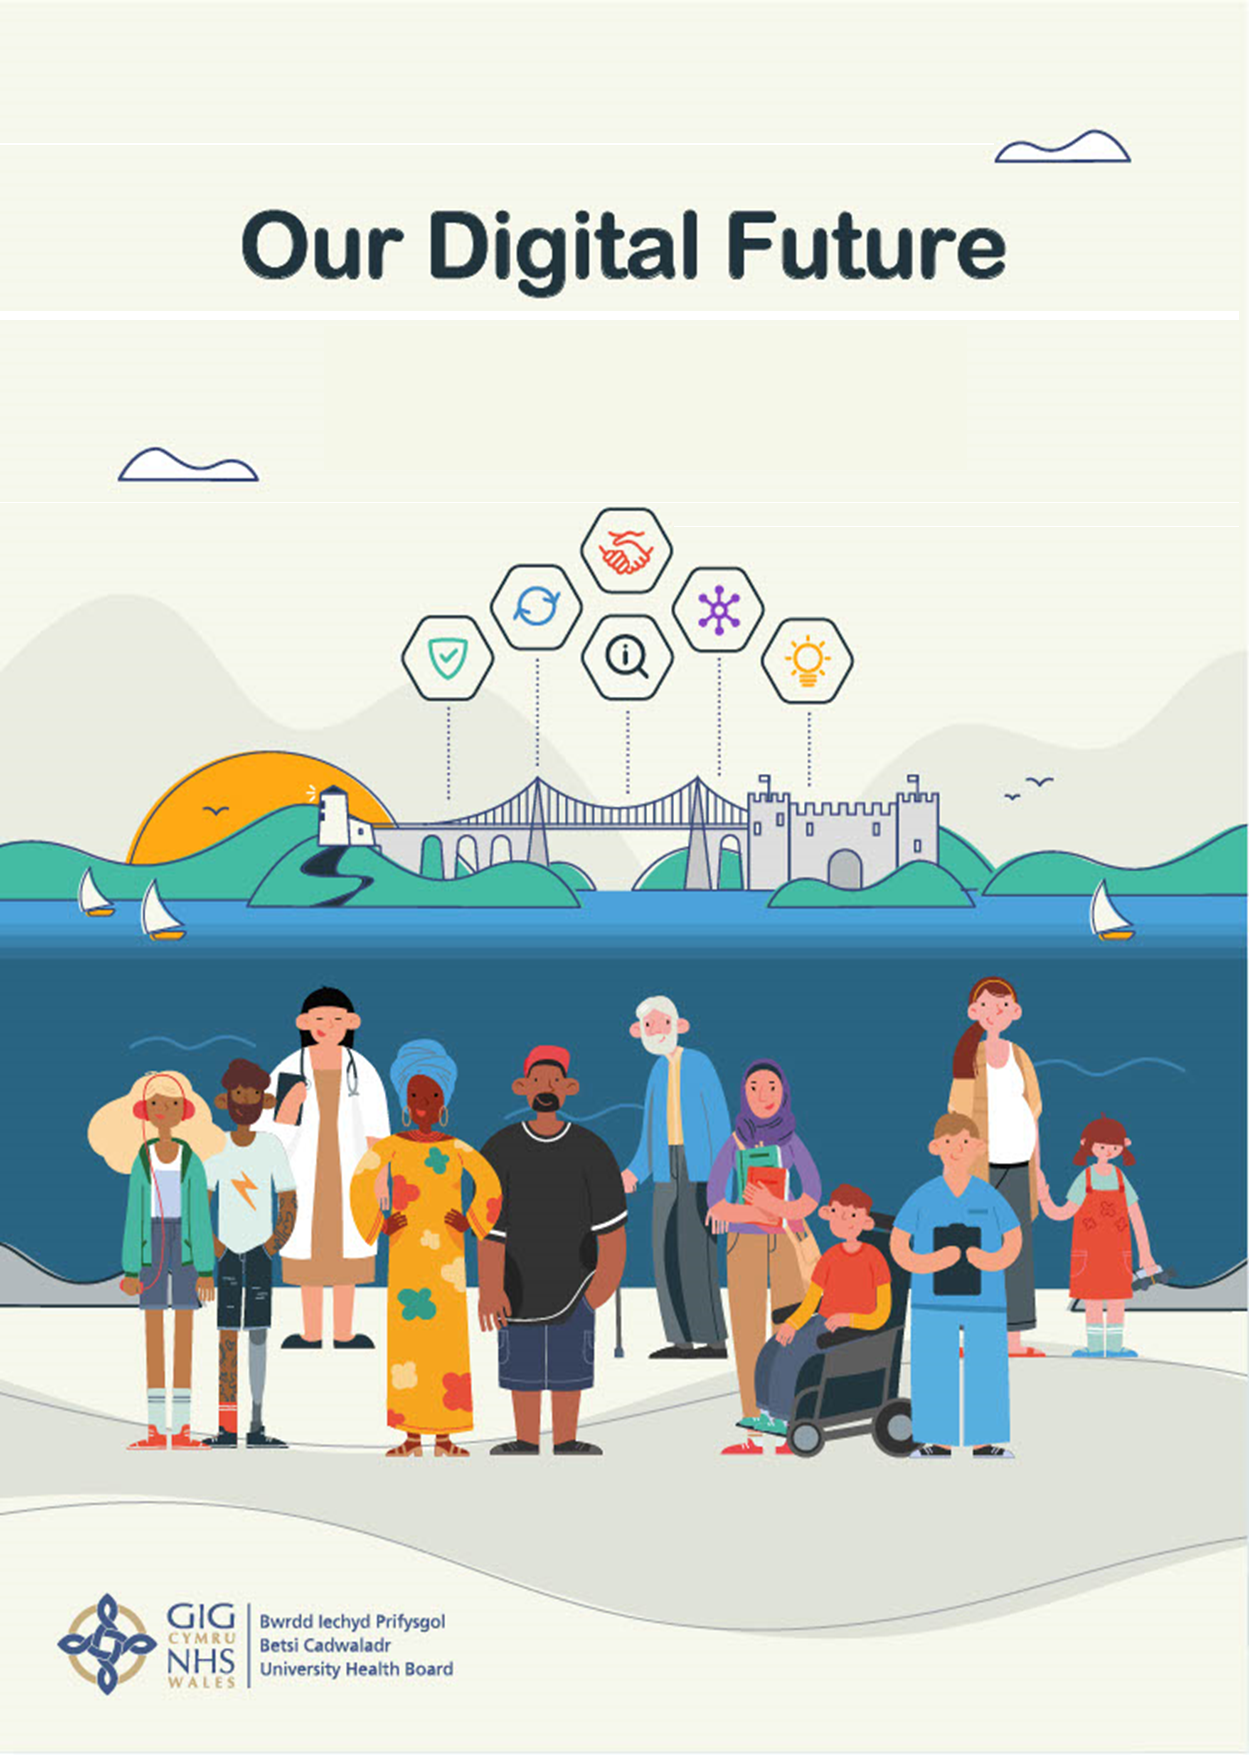 Our Digital Future
GIG
CYMRU
NHS
WALES
Bwrdd Iechyd Prifysgol
Betsi Cadwaladr
University Health Board